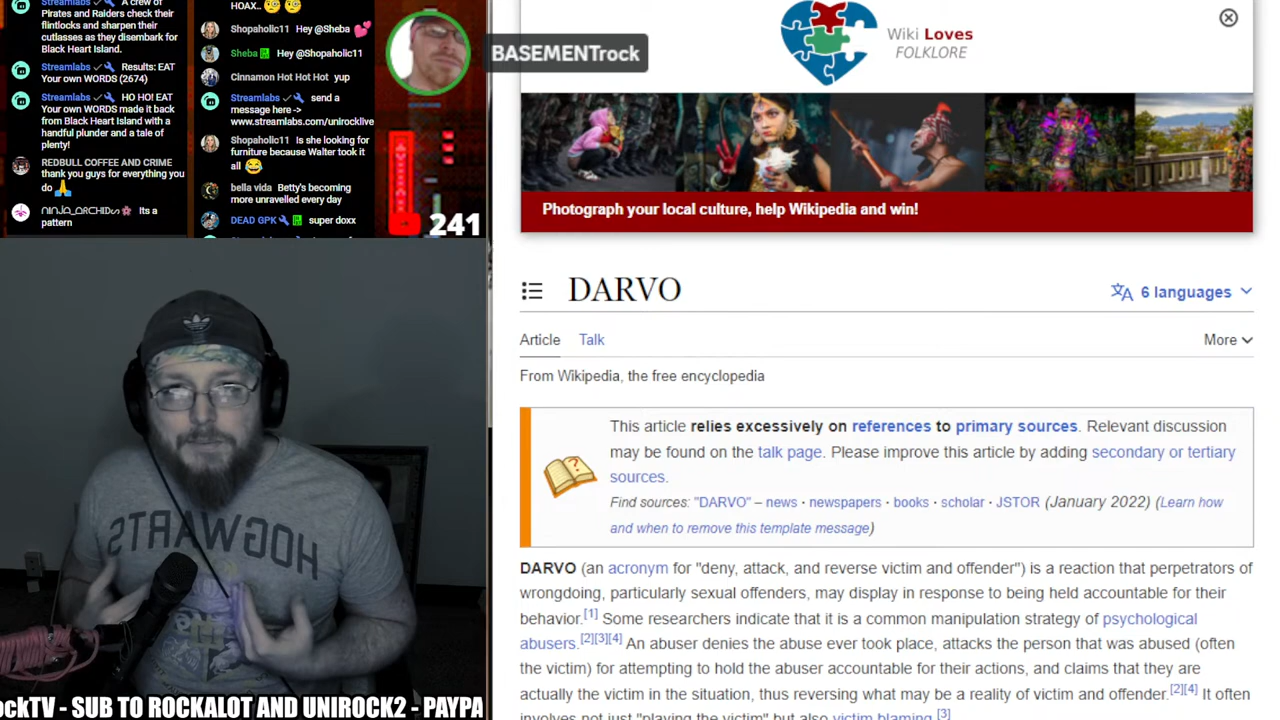 Streamlabs A crew of
Pirates and Raiders check their
flintlocks and sharpen their
cutlasses as they disembark for
Black Heart Island.
Streamlabs Results: EAT
Your own WORDS (2674)
Streamlabs HO HO! EAT
Your own WORDS made it back
from Black Heart Island with a
handful plunder and a tale of
plenty!
REDBULL COFFEE AND CRIME
thank you guys for everything you
do 🙏
Its a
pattern
HOAX.. 🧐 🧐
Shopaholic11 Hey @Sheba 💕
Sheba Hey @Shopaholic11
Cinnamon Hot Hot Hot yup
Streamlabs send a
message here ->
www.streamlabs.com/unirocklive
Shopaholic11 Is she looking for
furniture because Walter took it
all 😂
bella vida Betty's becoming
more unravelled every day
DEAD GPK super doxx
241
BASEMENTrock
HOGWARTS
ockTV - SUB TO ROCKALOT AND UNIROCK2 - PAYPA
Wiki Loves
FOLKLORE
Photograph your local culture, help Wikipedia and win!
DARVO
6 languages
Article Talk
More
From Wikipedia, the free encyclopedia
This article relies excessively on references to primary sources. Relevant discussion
may be found on the talk page. Please improve this article by adding secondary or tertiary
sources.
Find sources: "DARVO" – news · newspapers · books · scholar · JSTOR (January 2022) (Learn how
and when to remove this template message)
DARVO (an acronym for "deny, attack, and reverse victim and offender") is a reaction that perpetrators of
wrongdoing, particularly sexual offenders, may display in response to being held accountable for their
behavior.[1] Some researchers indicate that it is a common manipulation strategy of psychological
abusers.[2][3][4] An abuser denies the abuse ever took place, attacks the person that was abused (often
the victim) for attempting to hold the abuser accountable for their actions, and claims that they are
actually the victim in the situation, thus reversing what may be a reality of victim and offender.[2][4] It often
involves not just "playing the victim" but also victim blaming.[3]